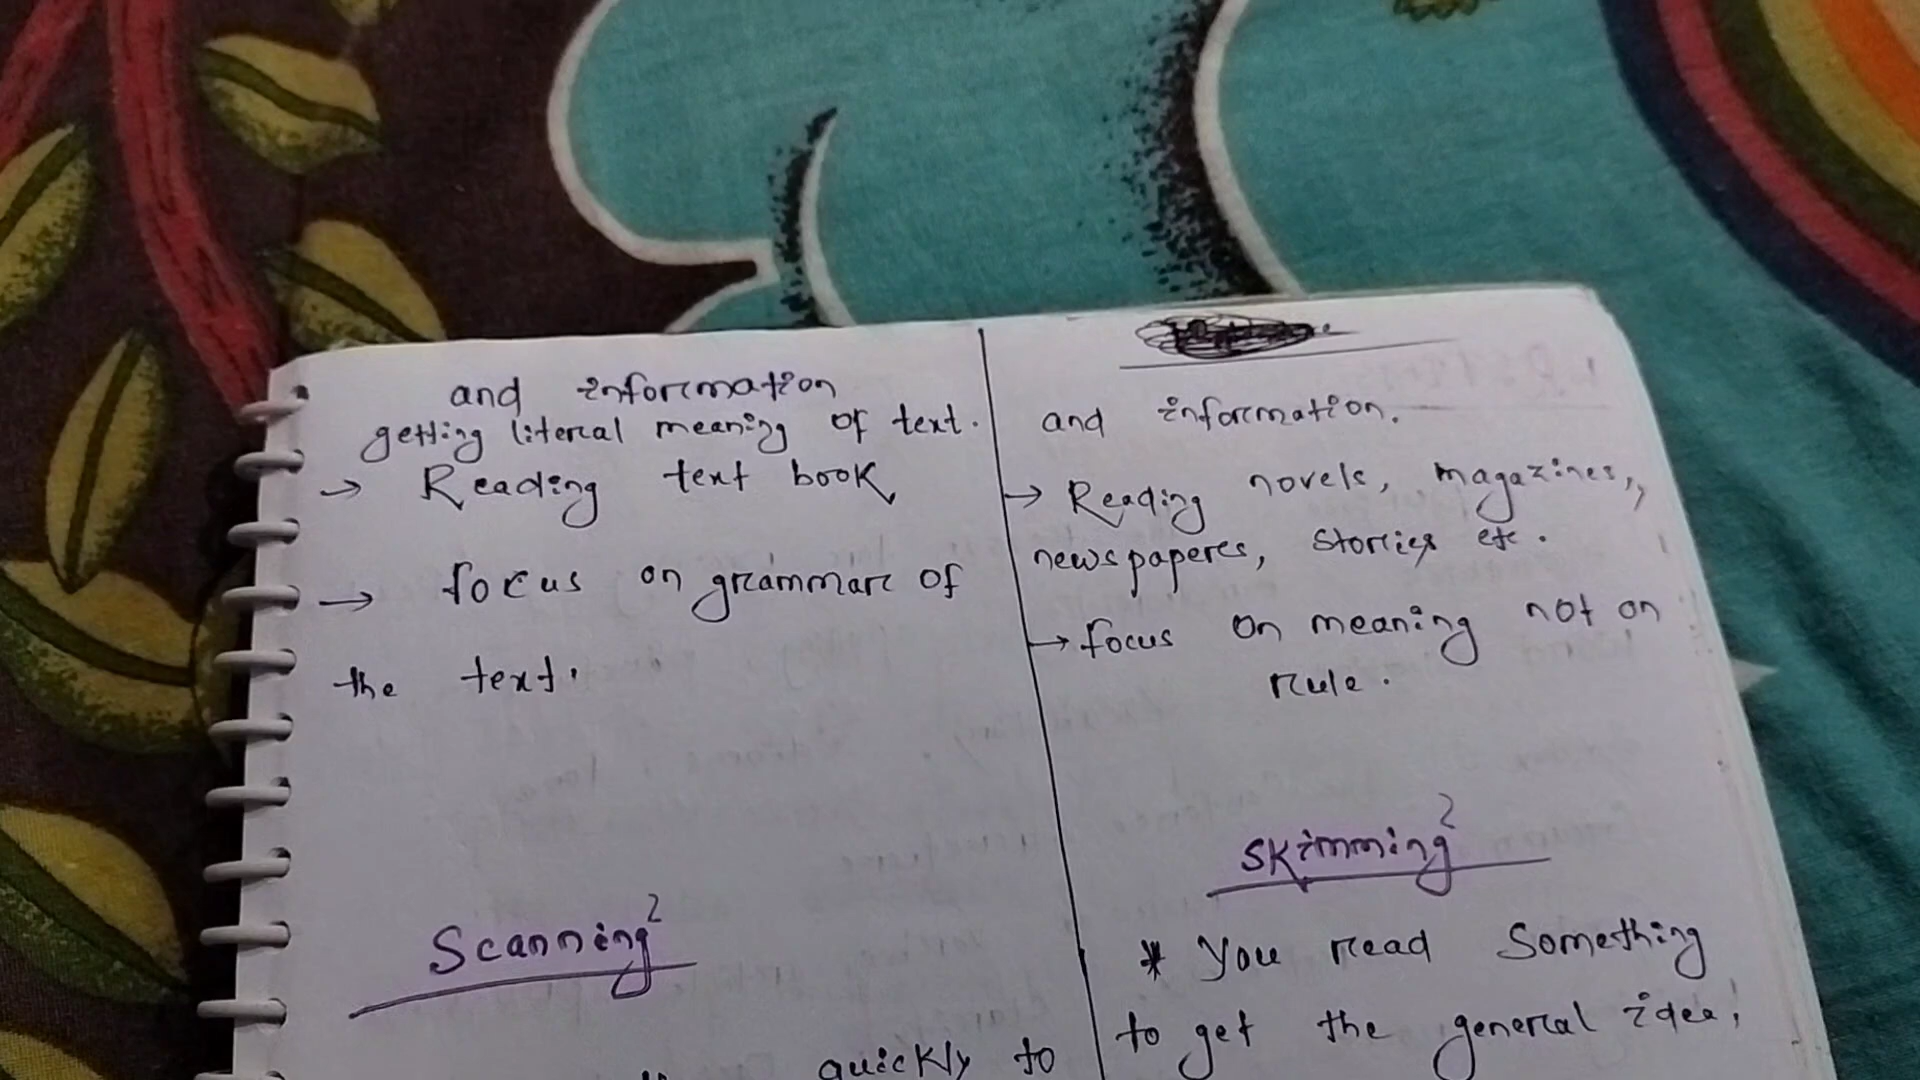 and information
getting literal meaning of text.
→ Reading text book
→ focus on grammar of
the text.
Scanning²
quickly to
and information.
→ Reading novels, magazines,,
newspapers, stories etc.
→ focus on meaning not on
rule.
Skimming²
* You read Something
to get the general idea,